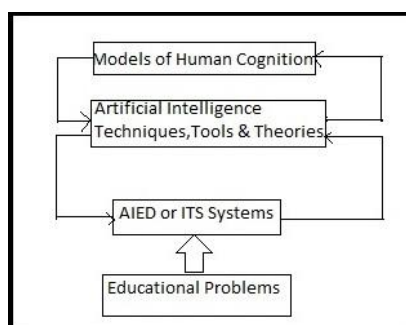 Models of Human Cognition
Artificial Intelligence
Techniques,Tools & Theories
AIED or ITS Systems
Educational Problems